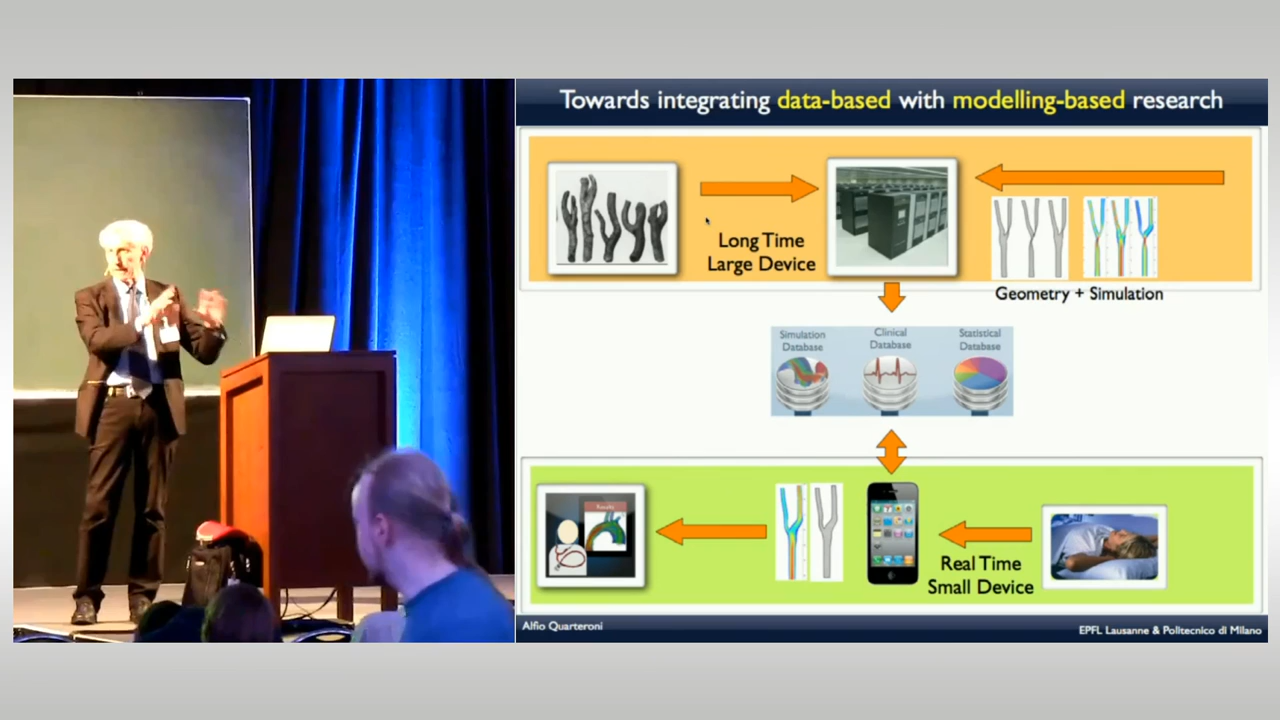 Towards integrating data-based with modelling-based research
Long Time
Large Device
Geometry + Simulation
Simulation
Database
Clinical
Database
Statistical
Database
Real Time
Small Device
Alfio Quarteroni
EPFL Lausanne & Politecnico di Milano